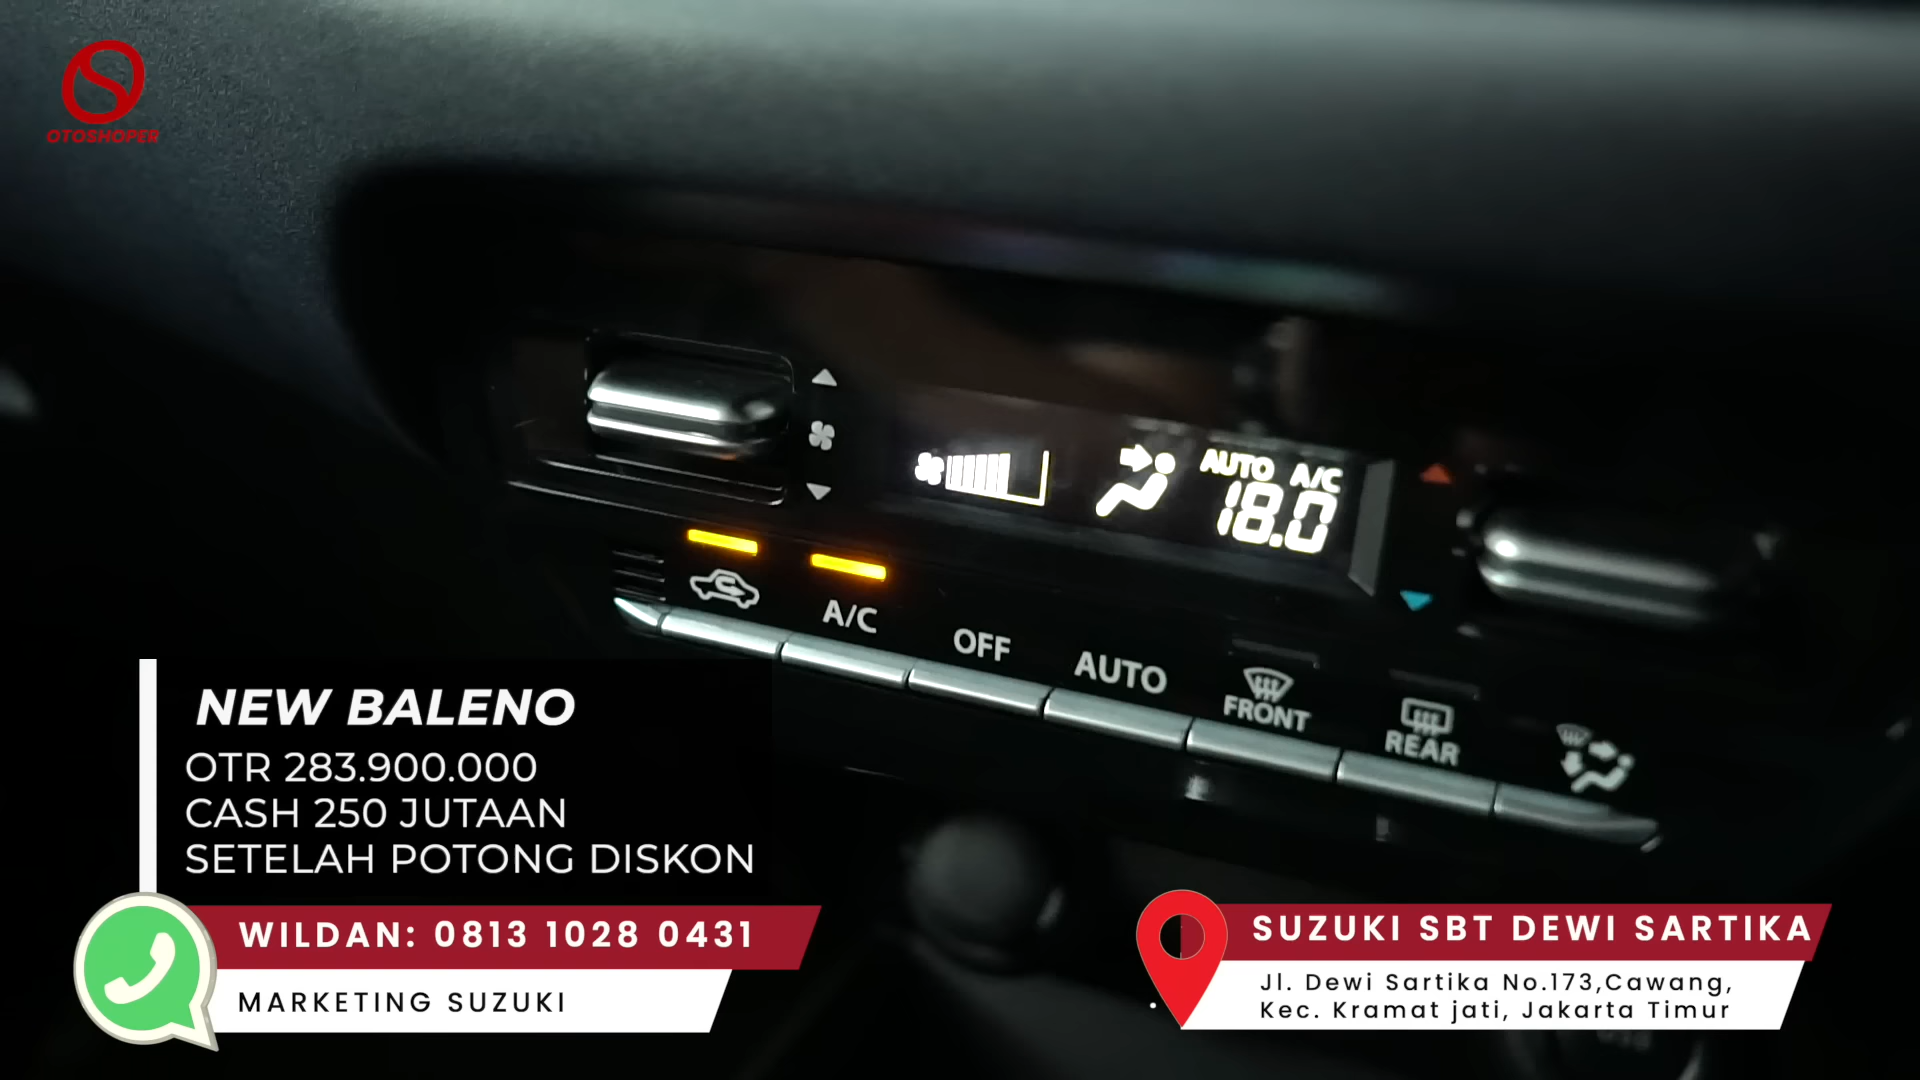 OTOSHOPER
AUTO A/C
18.0
A/C
OFF
AUTO
FRONT
REAR
NEW BALENO
OTR 283.900.000
CASH 250 JUTAAN
SETELAH POTONG DISKON
WILDAN: 0813 1028 0431
MARKETING SUZUKI
SUZUKI SBT DEWI SARTIKA
Jl. Dewi Sartika No.173,Cawang,
Kec. Kramat jati, Jakarta Timur